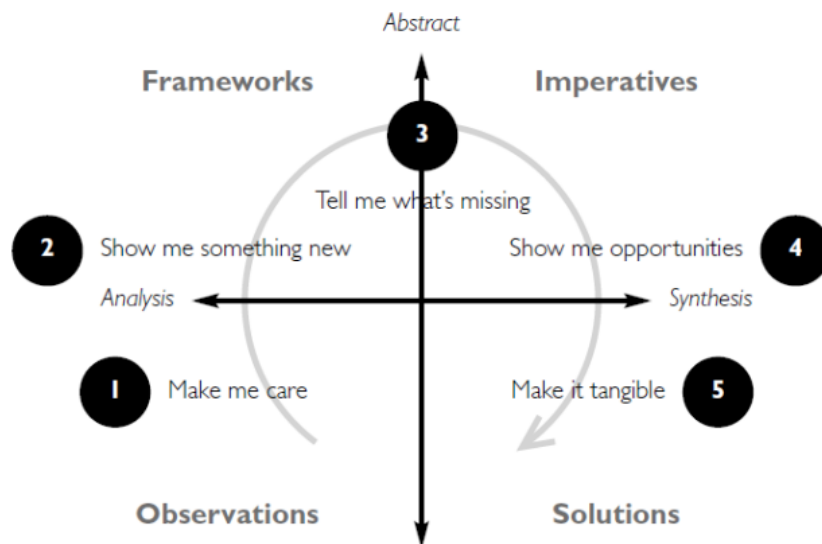 Abstract
Frameworks
Imperatives
3
Tell me what's missing
2
Show me something new
Show me opportunities
4
Analysis
Synthesis
1
Make me care
Make it tangible
5
Observations
Solutions